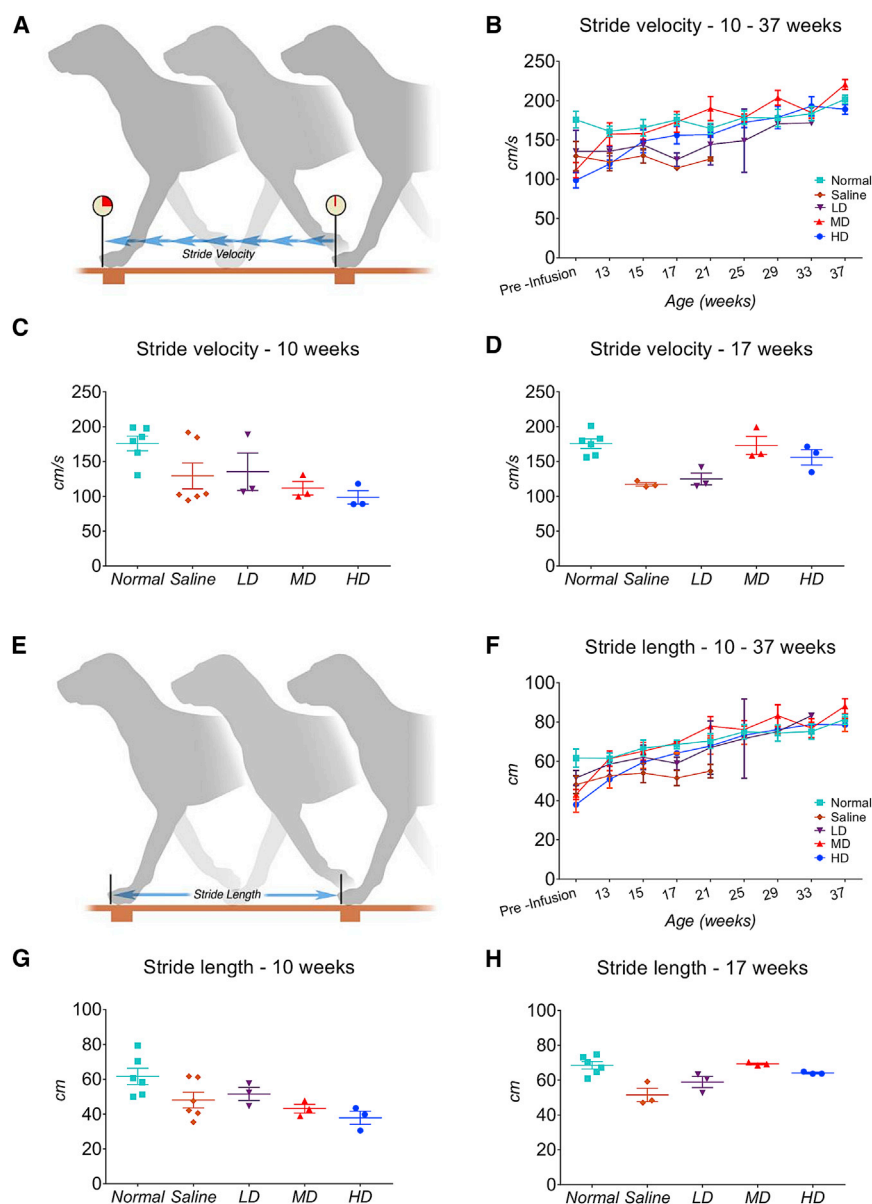 A
Stride Velocity
B
Stride velocity - 10 - 37 weeks
250
200
150
100
50
0
cm/s
Normal
Saline
LD
MD
HD
Pre -Infusion 13 15 17 21 25 29 33 37
Age (weeks)
C
Stride velocity - 10 weeks
250
200
150
100
50
0
cm/s
Normal Saline LD MD HD
D
Stride velocity - 17 weeks
250
200
150
100
50
0
cm/s
Normal Saline LD MD HD
E
Stride Length
F
Stride length - 10 - 37 weeks
100
80
60
40
20
0
cm
Normal
Saline
LD
MD
HD
Pre -Infusion 13 15 17 21 25 29 33 37
Age (weeks)
G
Stride length - 10 weeks
100
80
60
40
20
0
cm
Normal Saline LD MD HD
H
Stride length - 17 weeks
100
80
60
40
20
0
cm
Normal Saline LD MD HD